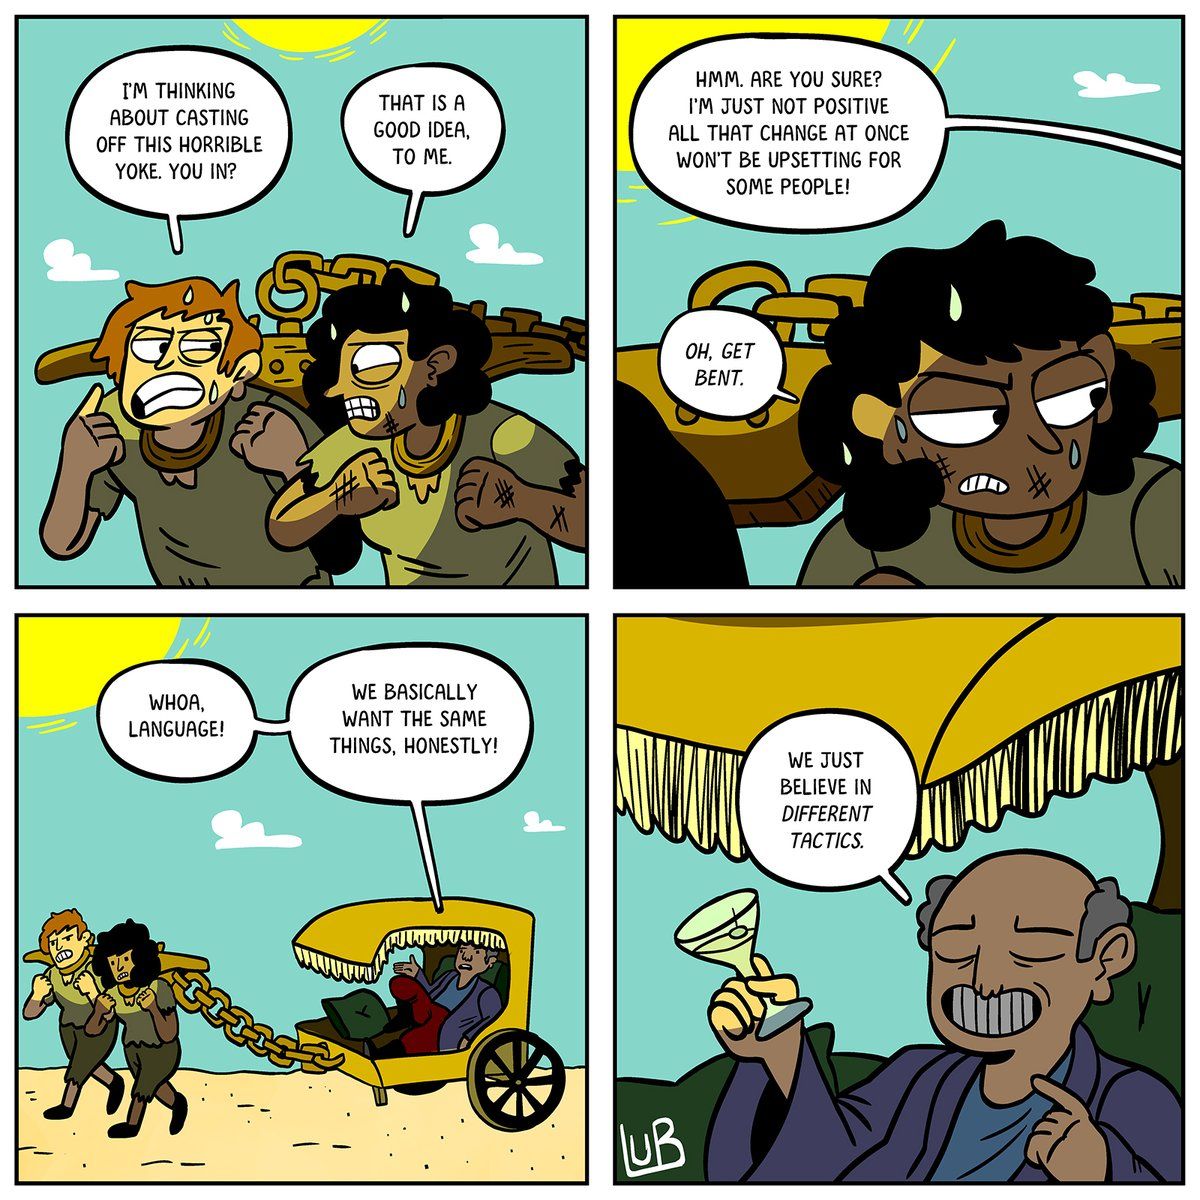 I'M THINKING
ABOUT CASTING
OFF THIS HORRIBLE
YOKE. YOU IN?
THAT IS A
GOOD IDEA,
TO ME.
HMM. ARE YOU SURE?
I'M JUST NOT POSITIVE
ALL THAT CHANGE AT ONCE
WON'T BE UPSETTING FOR
SOME PEOPLE!
OH, GET
BENT.
WHOA,
LANGUAGE!
WE BASICALLY
WANT THE SAME
THINGS, HONESTLY!
WE JUST
BELIEVE IN
DIFFERENT
TACTICS.
LUB